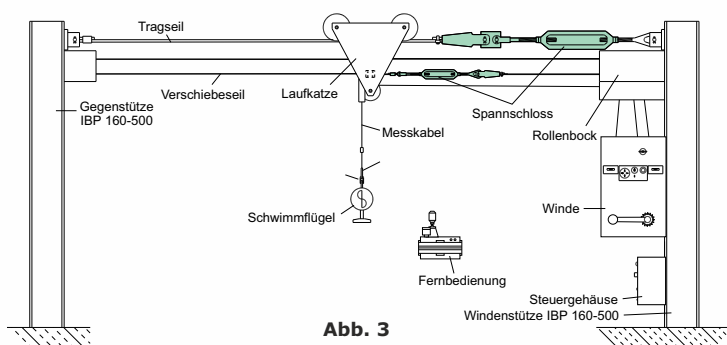 Tragseil
Verschiebeseil
Laufkatze
Spannschloss
Gegenstütze
IBP 160-500
Rollenbock
Messkabel
Schwimmflügel
Winde
Fernbedienung
Steuergehäuse
Windenstütze IBP 160-500
Abb. 3